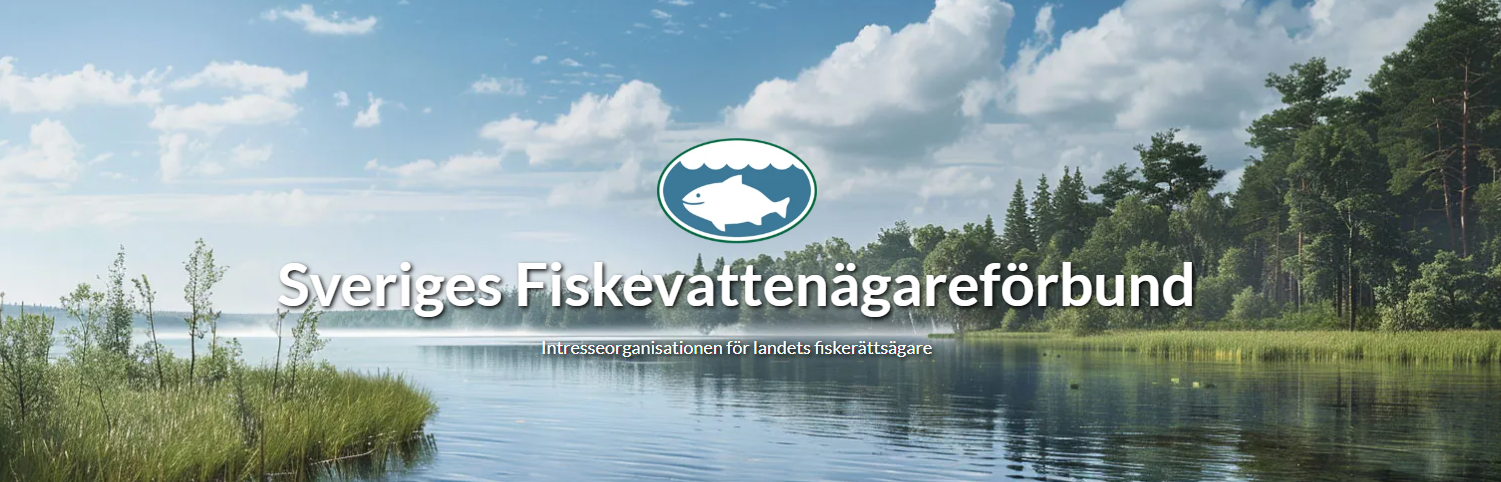 Sveriges Fiskevattenägareförbund
Intresseorganisationen för landets fiskerättsägare